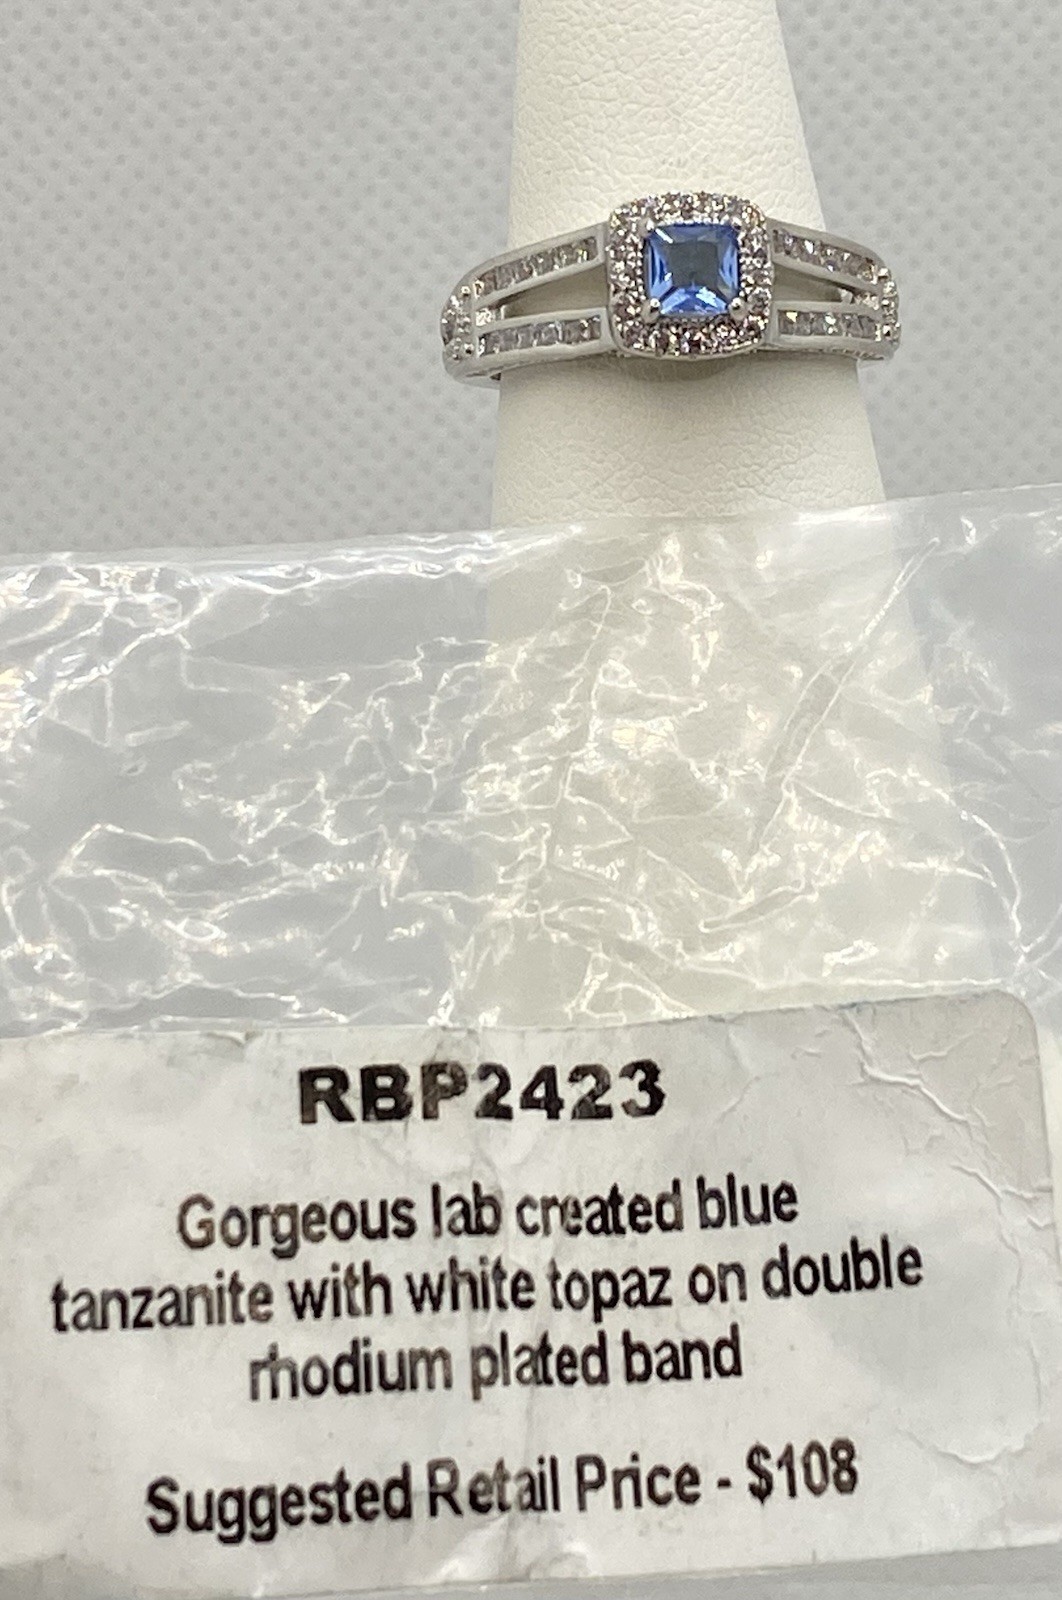 RBP2423
Gorgeous lab created blue
tanzanite with white topaz on double
rhodium plated band
Suggested Retail Price - $108